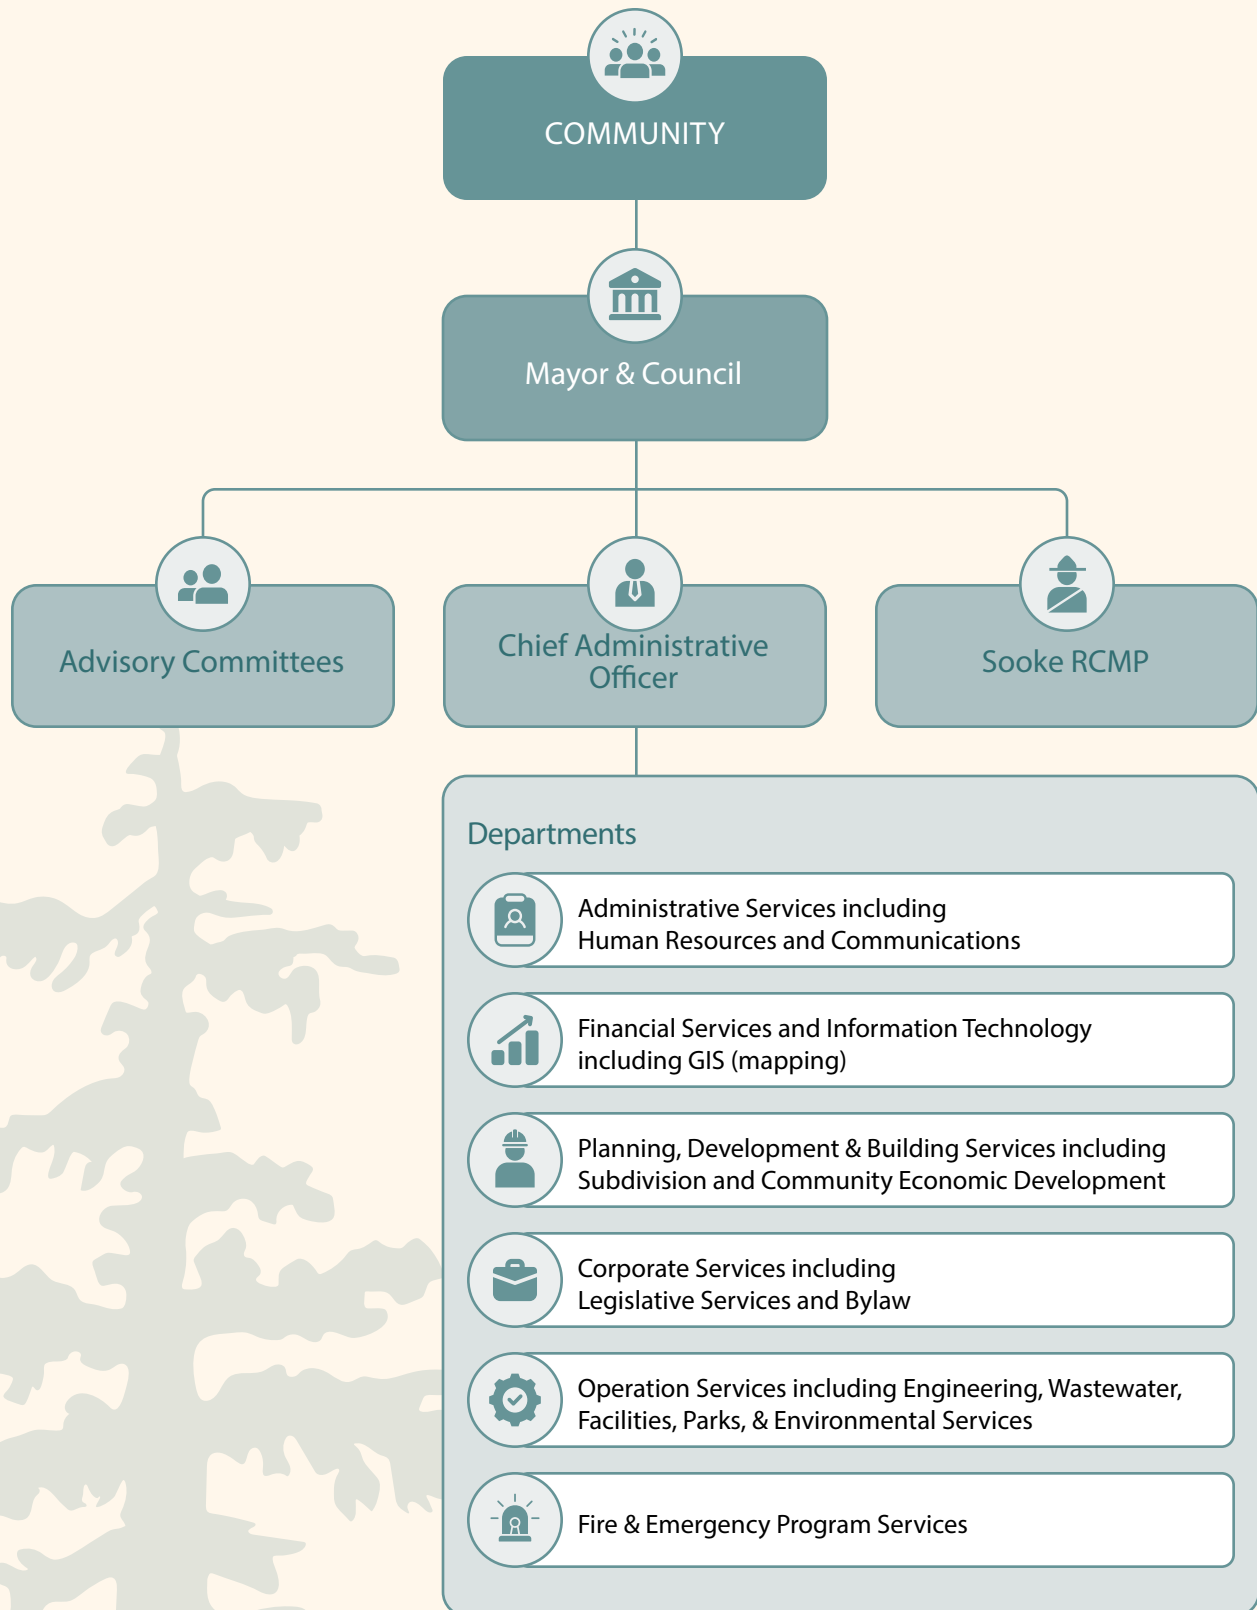 COMMUNITY
Mayor & Council
Advisory Committees
Chief Administrative
Officer
Sooke RCMP
Departments
Administrative Services including
Human Resources and Communications
Financial Services and Information Technology
including GIS (mapping)
Planning, Development & Building Services including
Subdivision and Community Economic Development
Corporate Services including
Legislative Services and Bylaw
Operation Services including Engineering, Wastewater,
Facilities, Parks, & Environmental Services
Fire & Emergency Program Services